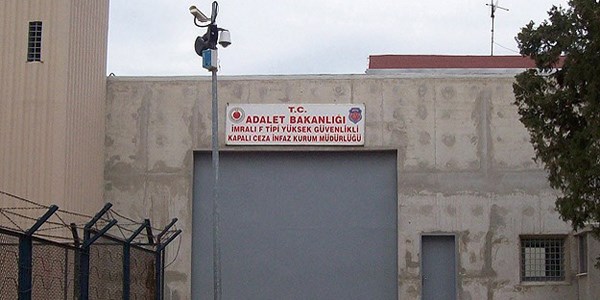 T.C.
ADALET BAKANLIĞI
İMRALI F TİPİ YÜKSEK GÜVENLİKLİ
KAPALI CEZA İNFAZ KURUM MÜDÜRLÜĞÜ